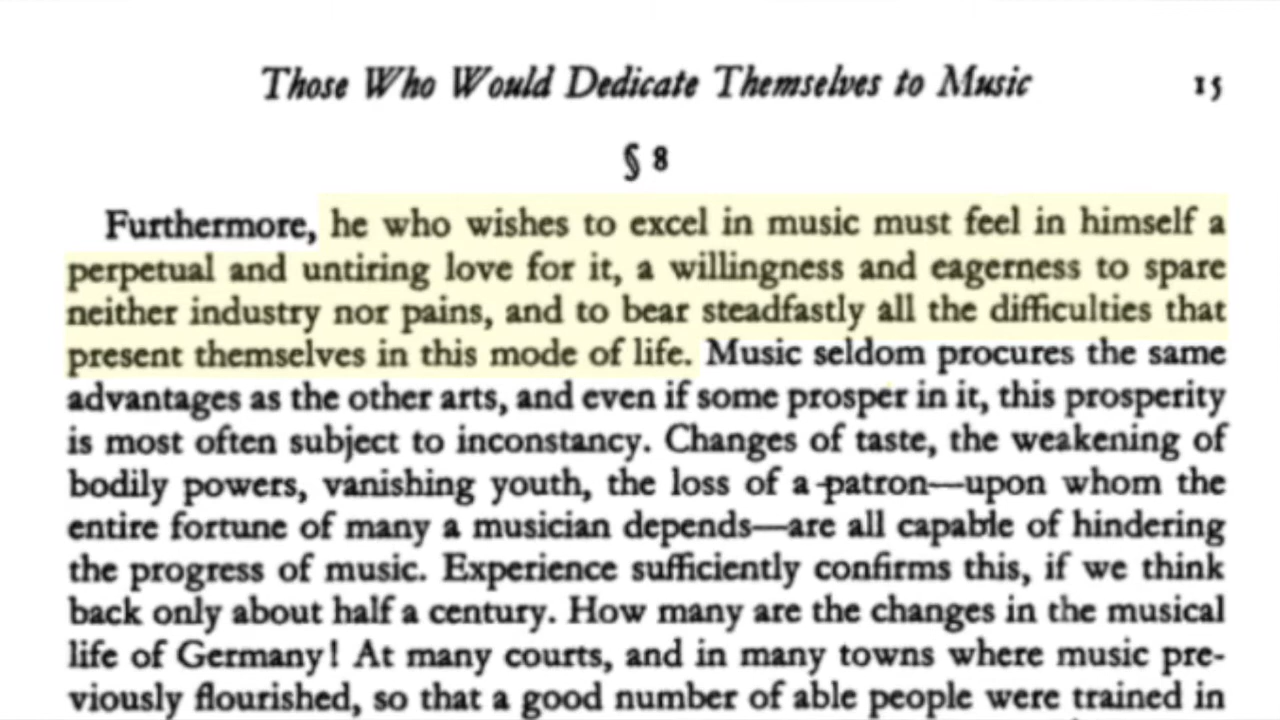 Those Who Would Dedicate Themselves to Music 15
§ 8
Furthermore, he who wishes to excel in music must feel in himself a
perpetual and untiring love for it, a willingness and eagerness to spare
neither industry nor pains, and to bear steadfastly all the difficulties that
present themselves in this mode of life. Music seldom procures the same
advantages as the other arts, and even if some prosper in it, this prosperity
is most often subject to inconstancy. Changes of taste, the weakening of
bodily powers, vanishing youth, the loss of a patron—upon whom the
entire fortune of many a musician depends—are all capable of hindering
the progress of music. Experience sufficiently confirms this, if we think
back only about half a century. How many are the changes in the musical
life of Germany! At many courts, and in many towns where music pre-
viously flourished, so that a good number of able people were trained in